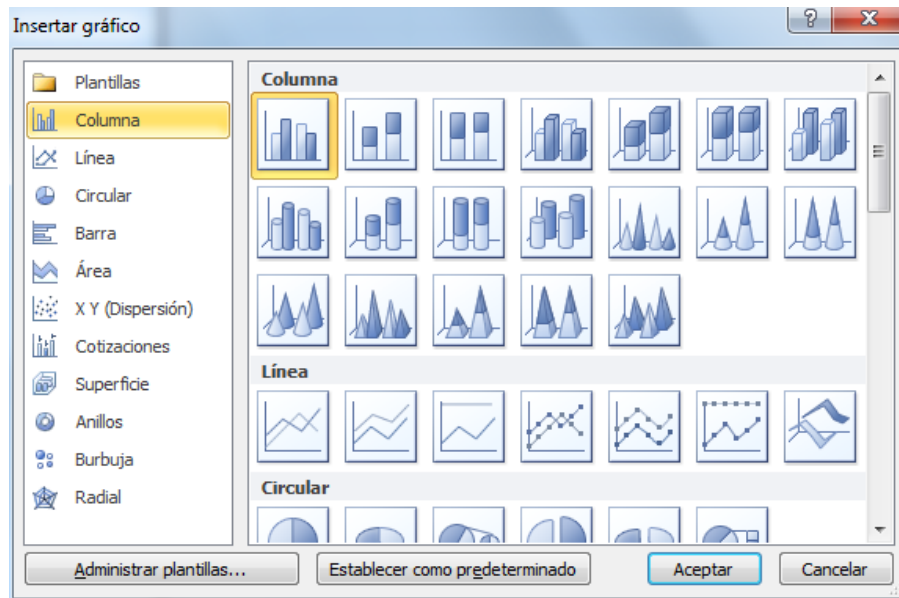 Insertar gráfico
Plantillas
Columna
Línea
Circular
Barra
Área
X Y (Dispersión)
Cotizaciones
Superficie
Anillos
Burbuja
Radial
Columna
Línea
Circular
Administrar plantillas...
Establecer como predeterminado
Aceptar
Cancelar